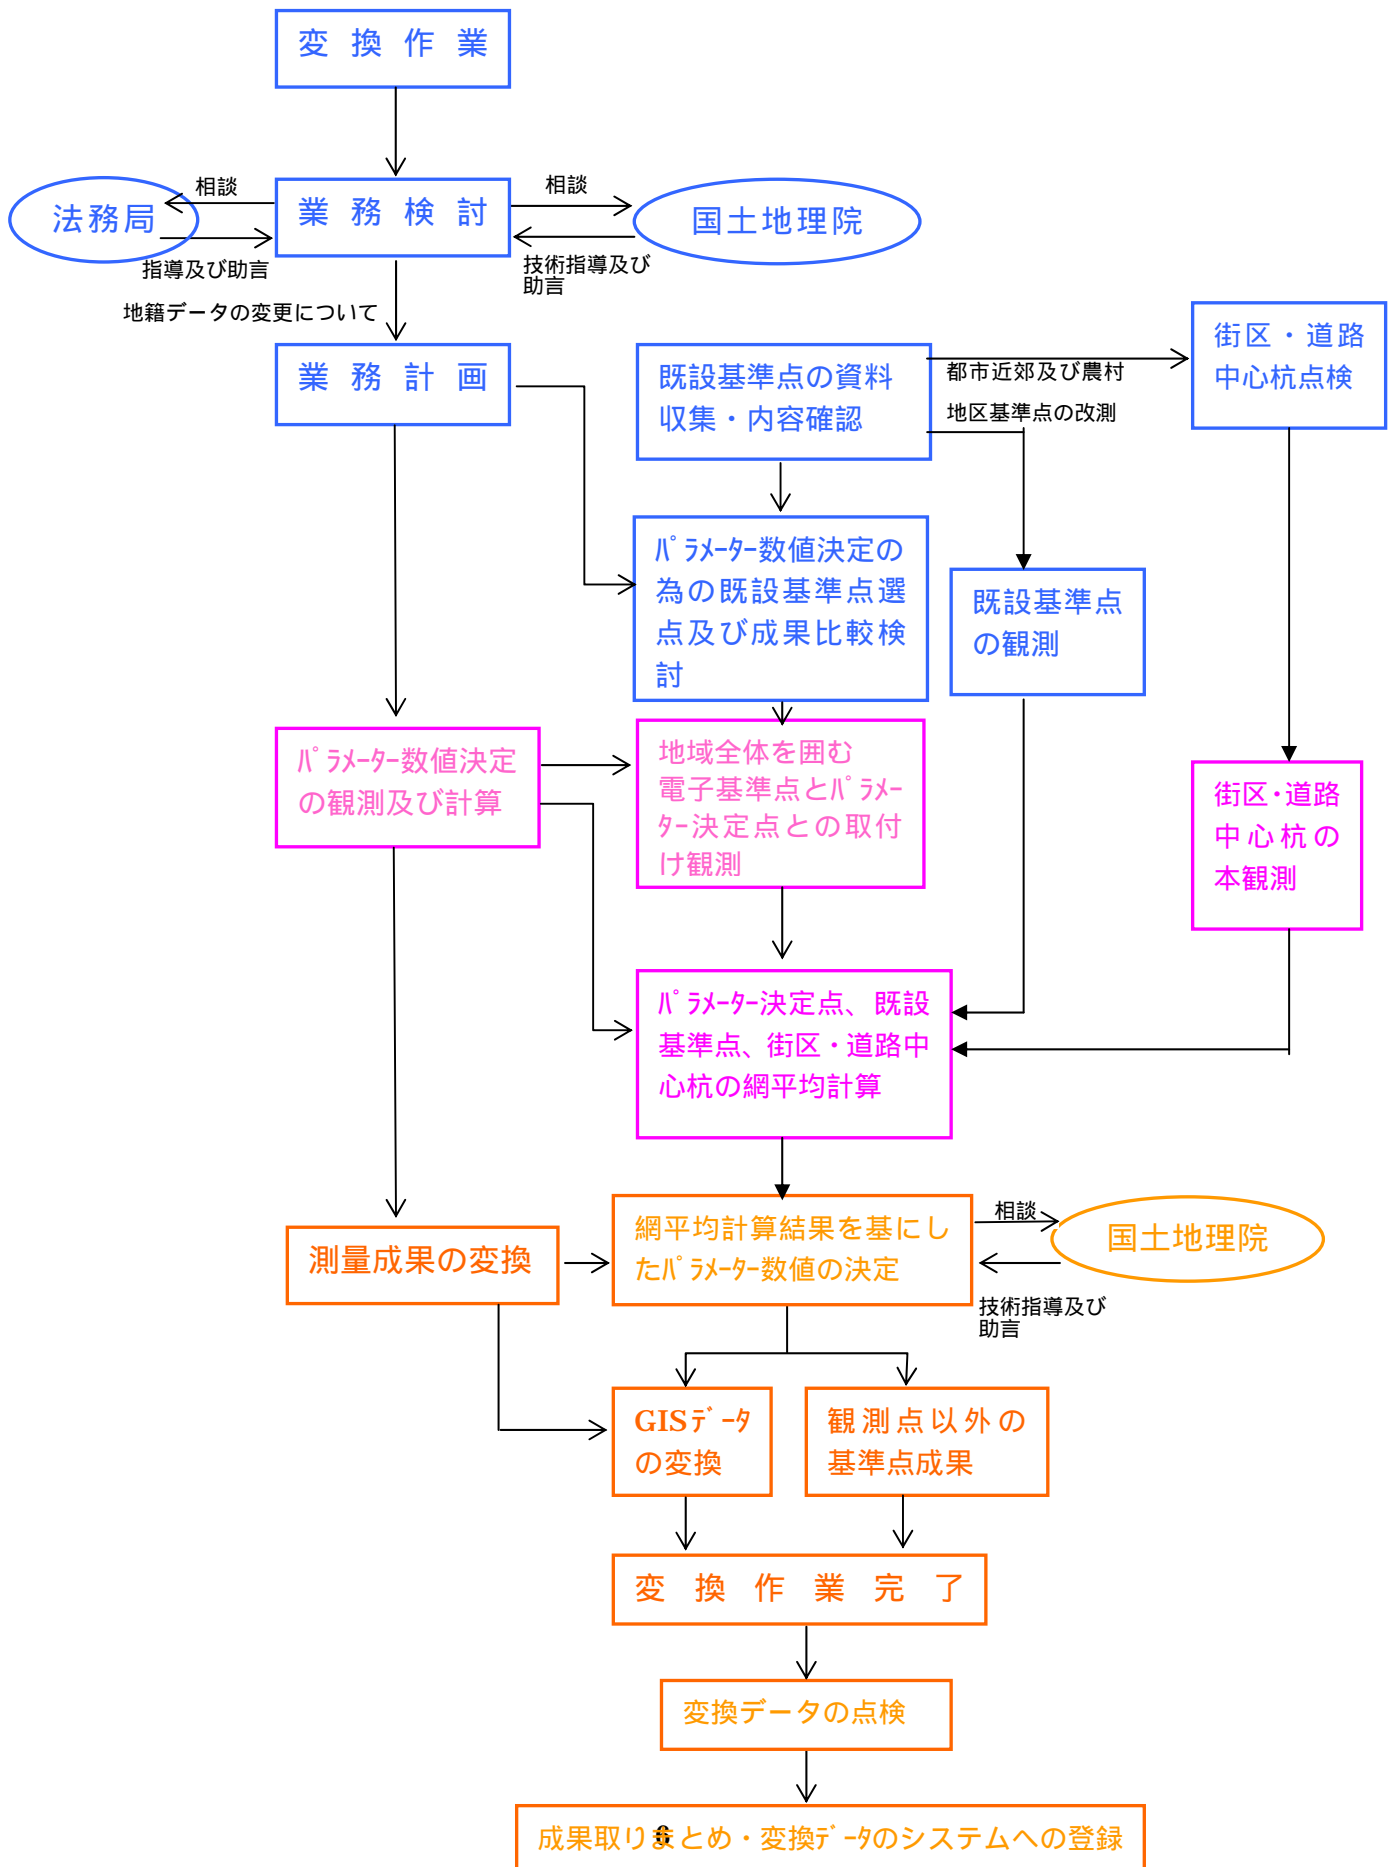 変換作業
相談
相談
法務局
業務検討
国土地理院
指導及び助言
技術指導及び
助言
地籍データの変更について
業務計画
既設基準点の資料
収集・内容確認
都市近郊及び農村
地区基準点の改測
街区・道路
中心杭点検
ﾊﾟﾗﾒｰﾀｰ数値決定の
為の既設基準点選
点及び成果比較検
討
既設基準点
の観測
ﾊﾟﾗﾒｰﾀｰ数値決定
の観測及び計算
地域全体を囲む
電子基準点とﾊﾟﾗﾒｰ
ﾀｰ決定点との取付
け観測
街区・道路
中心杭の
本観測
ﾊﾟﾗﾒｰﾀｰ決定点、既設
基準点、街区・道路中
心杭の網平均計算
測量成果の変換
網平均計算結果を基にし
たﾊﾟﾗﾒｰﾀｰ数値の決定
相談
国土地理院
技術指導及び
助言
GISﾃﾞｰﾀ
の変換
観測点以外の
基準点成果
変換作業完了
変換データの点検
成果取りまとめ・変換ﾃﾞｰﾀのシステムへの登録
6